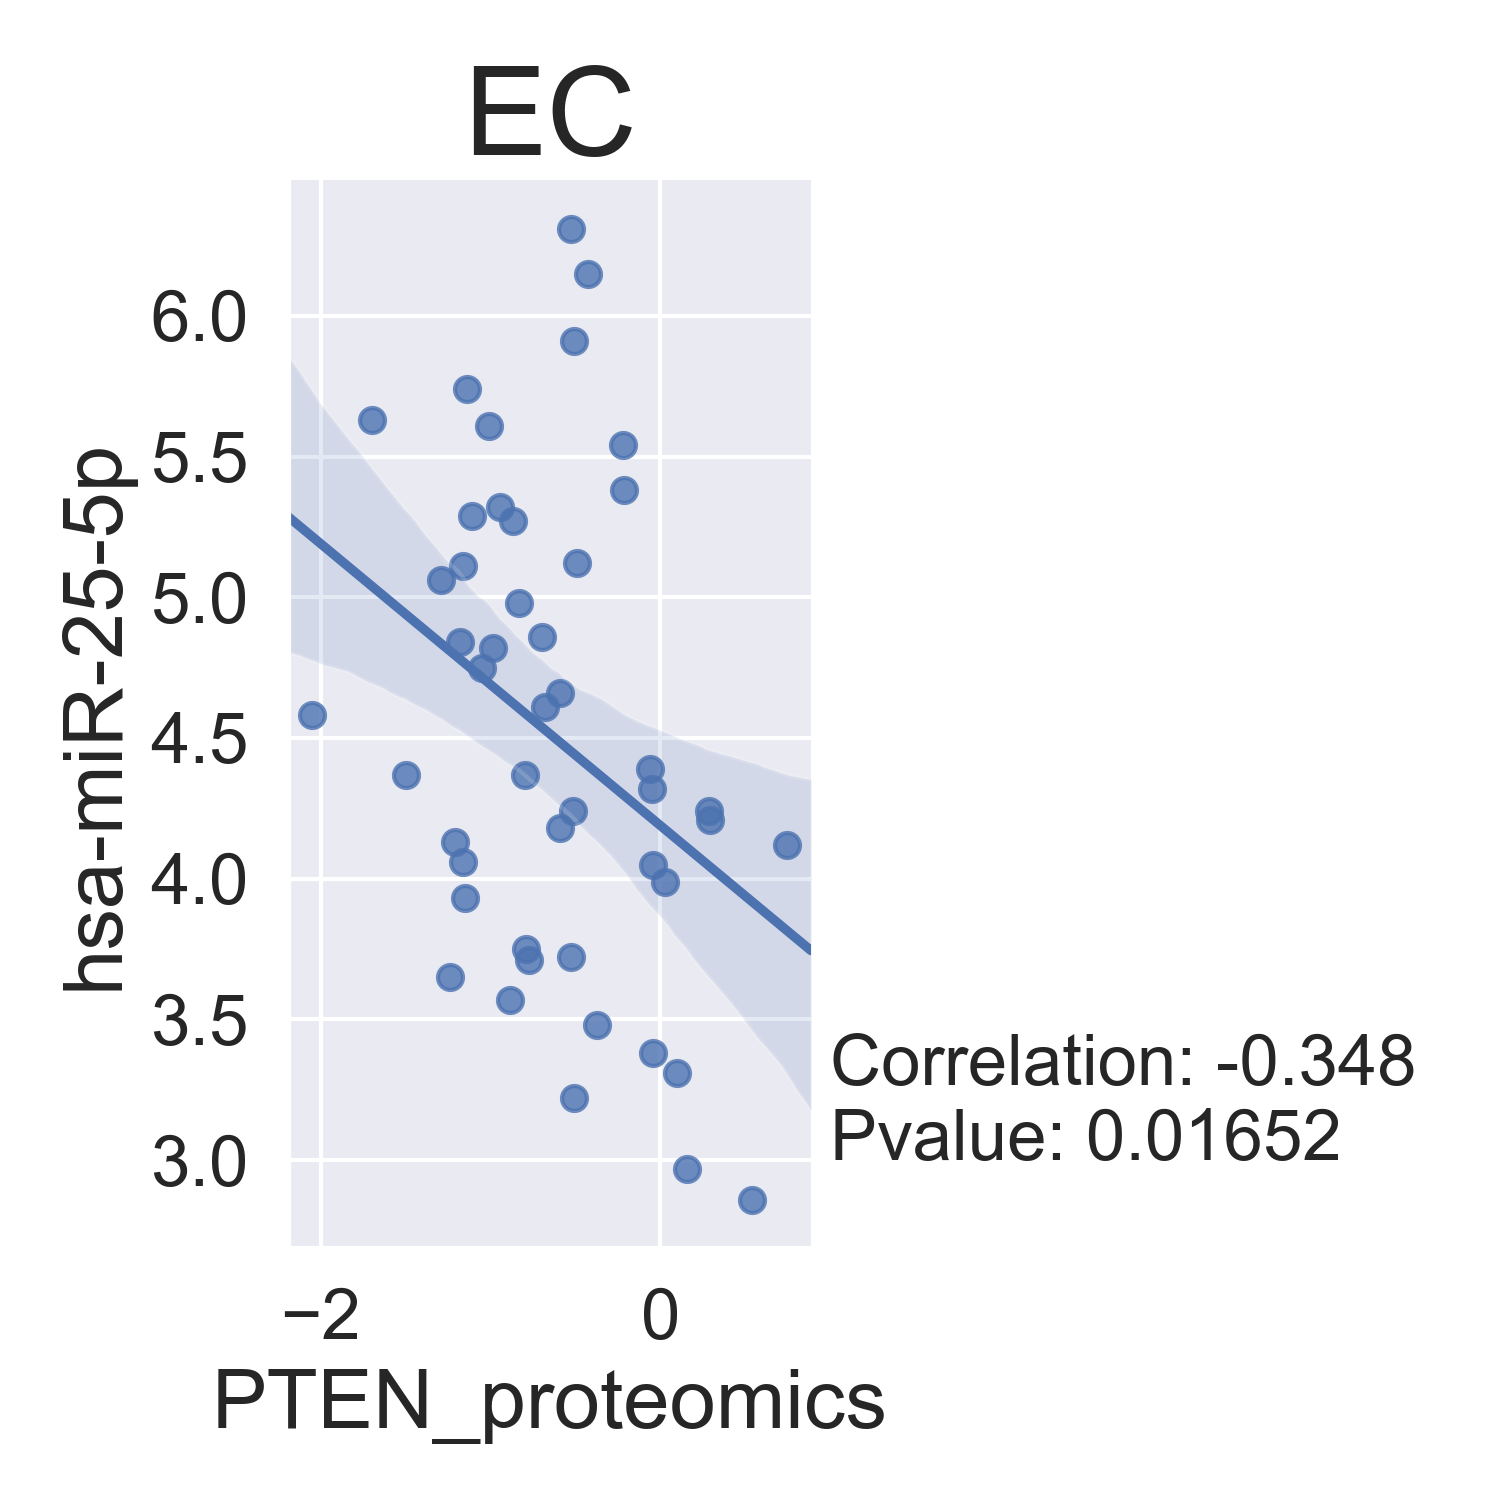 EC
hsa-miR-25-5p
6.0
5.5
5.0
4.5
4.0
3.5
3.0
−2
0
PTEN_proteomics
Correlation: -0.348
Pvalue: 0.01652